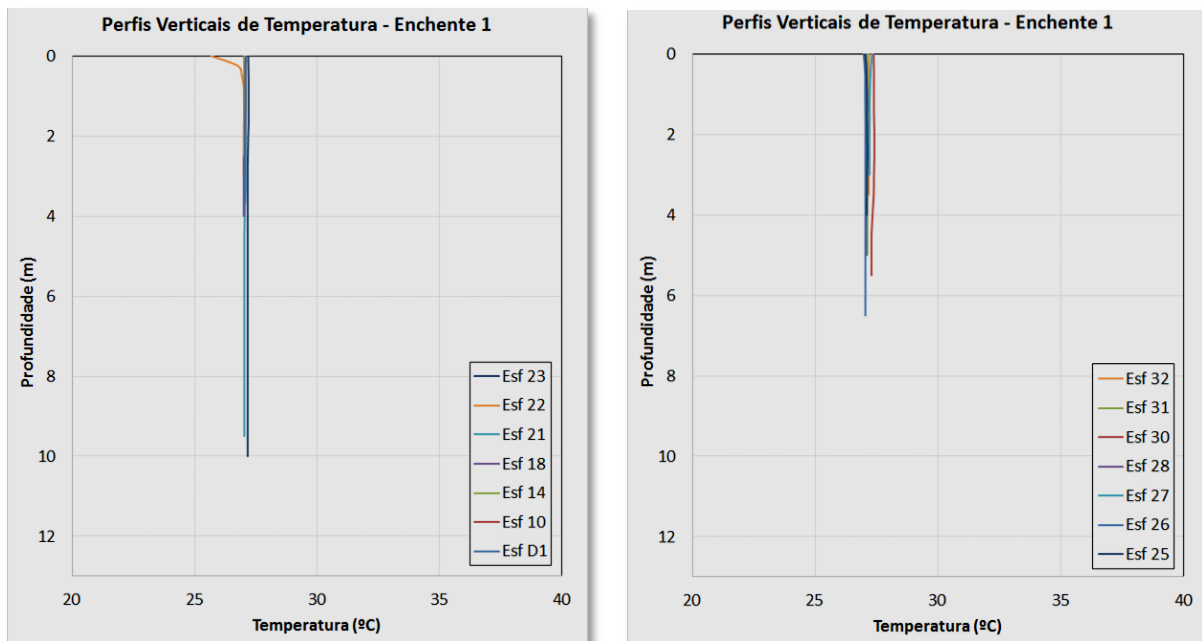 Perfis Verticais de Temperatura - Enchente 1
0
2
4
6
8
10
12
Profundidade (m)
Esf 23
Esf 22
Esf 21
Esf 18
Esf 14
Esf 10
Esf D1
20 25 30 35 40
Temperatura (ºC)
Perfis Verticais de Temperatura - Enchente 1
0
2
4
6
8
10
12
Profundidade (m)
Esf 32
Esf 31
Esf 30
Esf 28
Esf 27
Esf 26
Esf 25
20 25 30 35 40
Temperatura (ºC)